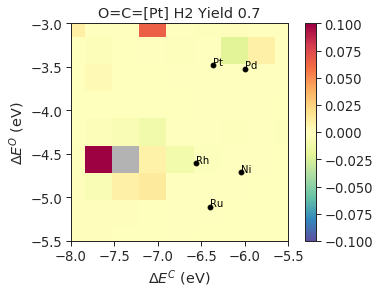 O=C=[Pt] H2 Yield 0.7
ΔE^O (eV)
−3.0
−3.5
−4.0
−4.5
−5.0
−5.5
Pt
Pd
Rh
Ni
Ru
−8.0 −7.5 −7.0 −6.5 −6.0 −5.5
ΔE^C (eV)
0.100
0.075
0.050
0.025
0.000
−0.025
−0.050
−0.075
−0.100